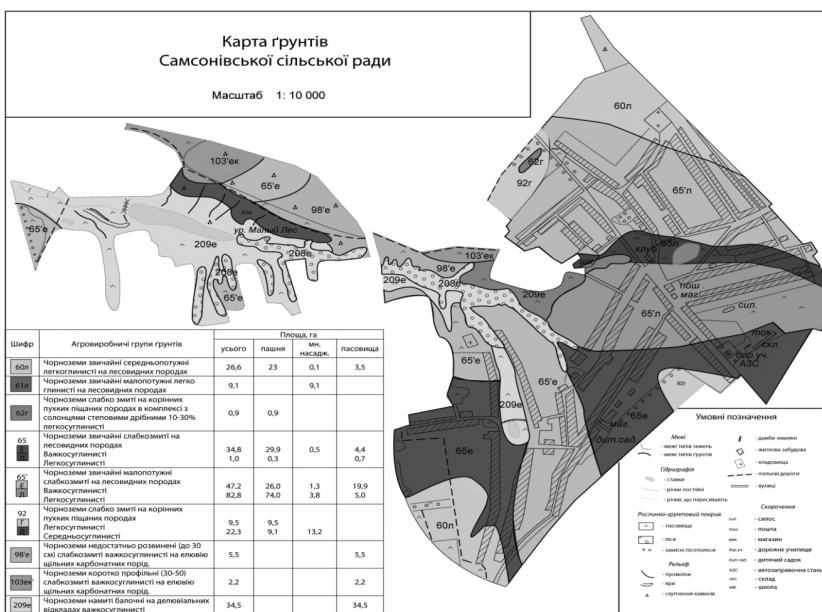 Карта ґрунтів
Самсонівської сільської ради
Масштаб 1: 10 000
60л
62г
92г
65'л
103'ек
65'е
98'е
65'е
ур. Малый Лес
209е
208е
65'е
клуб
65л
103'ек
98'е
209е
208е
209е
пош
маг.
сил.
65'л
ток
скл.
дор.уч.
АЗС
92г
65'е
65'е
209е
маг.
65е
дит.сад.
65е
60л
Шифр
Агровиробничі групи ґрунтів
Площа, га
усього
пашня
мн. насадж.
пасовища
60л
Чорноземи звичайні середньопотужні
легкоглинисті на лесовидних породах
26,6 23 0,1 3,5
61л
Чорноземи звичайні малопотужні легко
глинисті на лесовидних породах
9,1 9,1
62г
Чорноземи слабко змиті на корінних
пухких піщаних породах в комплексі з
солонцями степовими дрібними 10-30%
легкосуглинисті
0,9 0,9
65
Е
Л
Чорноземи звичайні слабкозмиті на
лесовидних породах
Важкосуглинисті
34,8 29,9 0,5 4,4
Легкосуглинисті
1,0 0,3 0,7
65'
Е
Л
Чорноземи звичайні малопотужні
слабкозмиті на лесовидних породах
Важкосуглинисті
47,2 26,0 1,3 19,9
Легкосуглинисті
82,8 74,0 3,8 5,0
92
Г
Д
Чорноземи слабко змиті на корінних
пухких піщаних породах
Легкосуглинисті
9,5 9,5
Середньосуглинисті
22,3 9,1 13,2
98'е
Чорноземи недостатньо розвинені (до 30
см) слабкозмиті важкосуглинисті на елювію
щільних карбонатних порід.
5,5 5,5
103ек'
Чорноземи коротко профільні (30-50)
слабкозмиті важкосуглинисті на елювію
щільних карбонатних порід.
2,2 2,2
209е
Чорноземи намиті балочні на делювіальних
відкладах важкосуглинисті
34,5 34,5
Умовні позначення
Межі
- межі типів земель
- межі типів ґрунтів
Гідрографія
- ставки
- річки постійні
- річки, що пересихають
Рослинно-ґрунтовий покрив
- пасовища
- ліси
- захисні лісополоси
Рельєф
- промоїни
- яри
- скупчення каменів
- дамби земляні
- житлова забудова
- кладовища
- польові дороги
- вулиці
Скорочення
сил. - силос
пош - пошта
маг - магазин
дор.уч. - дорожнє училище
дит.сад. - дитячий садок
АЗС - автозаправочна стан
скл - склад
шк. - школа